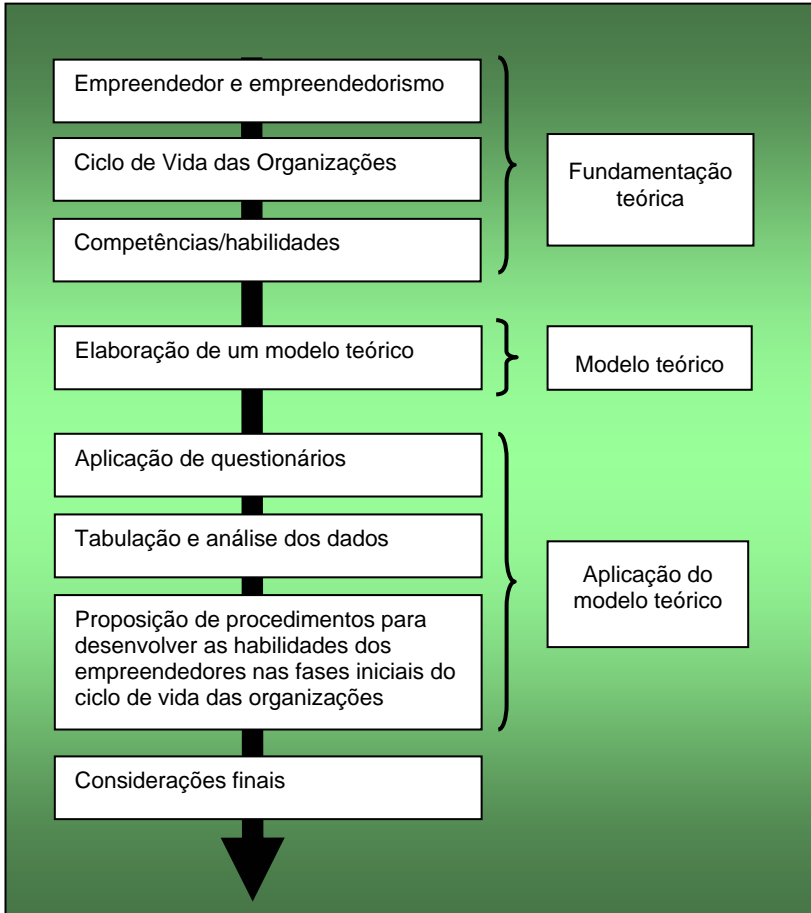 Empreendedor e empreendedorismo
Ciclo de Vida das Organizações
Competências/habilidades
Fundamentação
teórica
Elaboração de um modelo teórico
Modelo teórico
Aplicação de questionários
Tabulação e análise dos dados
Proposição de procedimentos para
desenvolver as habilidades dos
empreendedores nas fases iniciais do
ciclo de vida das organizações
Aplicação do
modelo teórico
Considerações finais